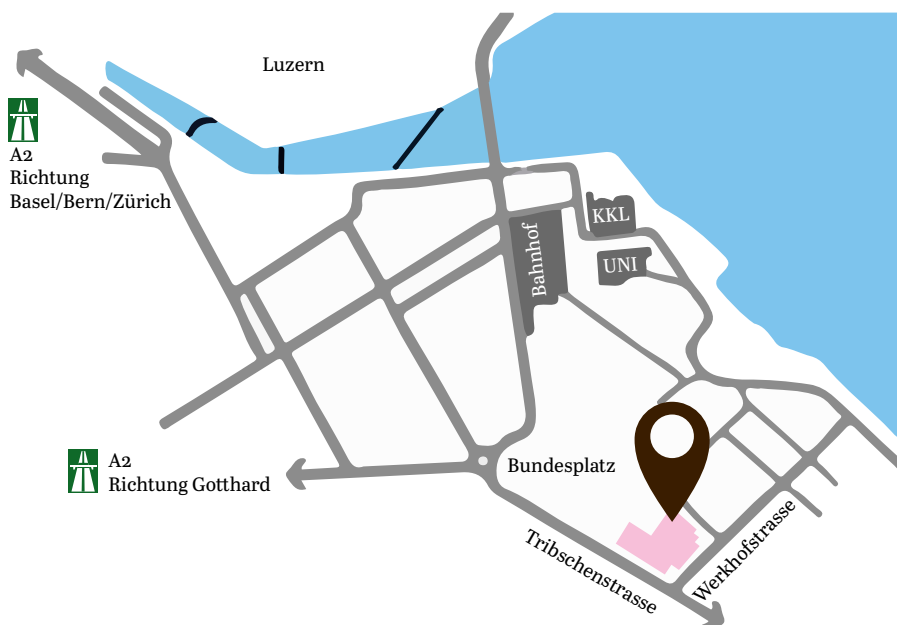 Luzern
A2
Richtung
Basel/Bern/Zürich
KKL
UNI
Bahnhof
A2
Richtung Gotthard
Bundesplatz
Tribschenstrasse
Werkhofstrasse